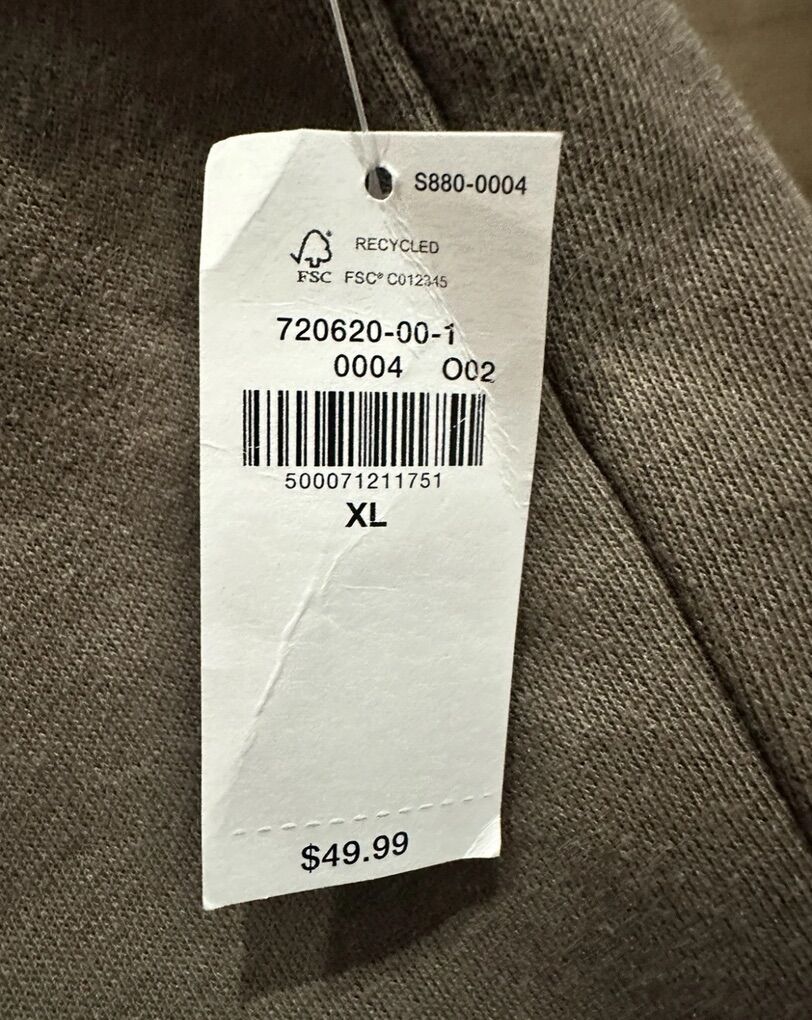 S880-0004
RECYCLED
FSC FSC® C012345
720620-00-1
0004 O02
500071211751
XL
$49.99